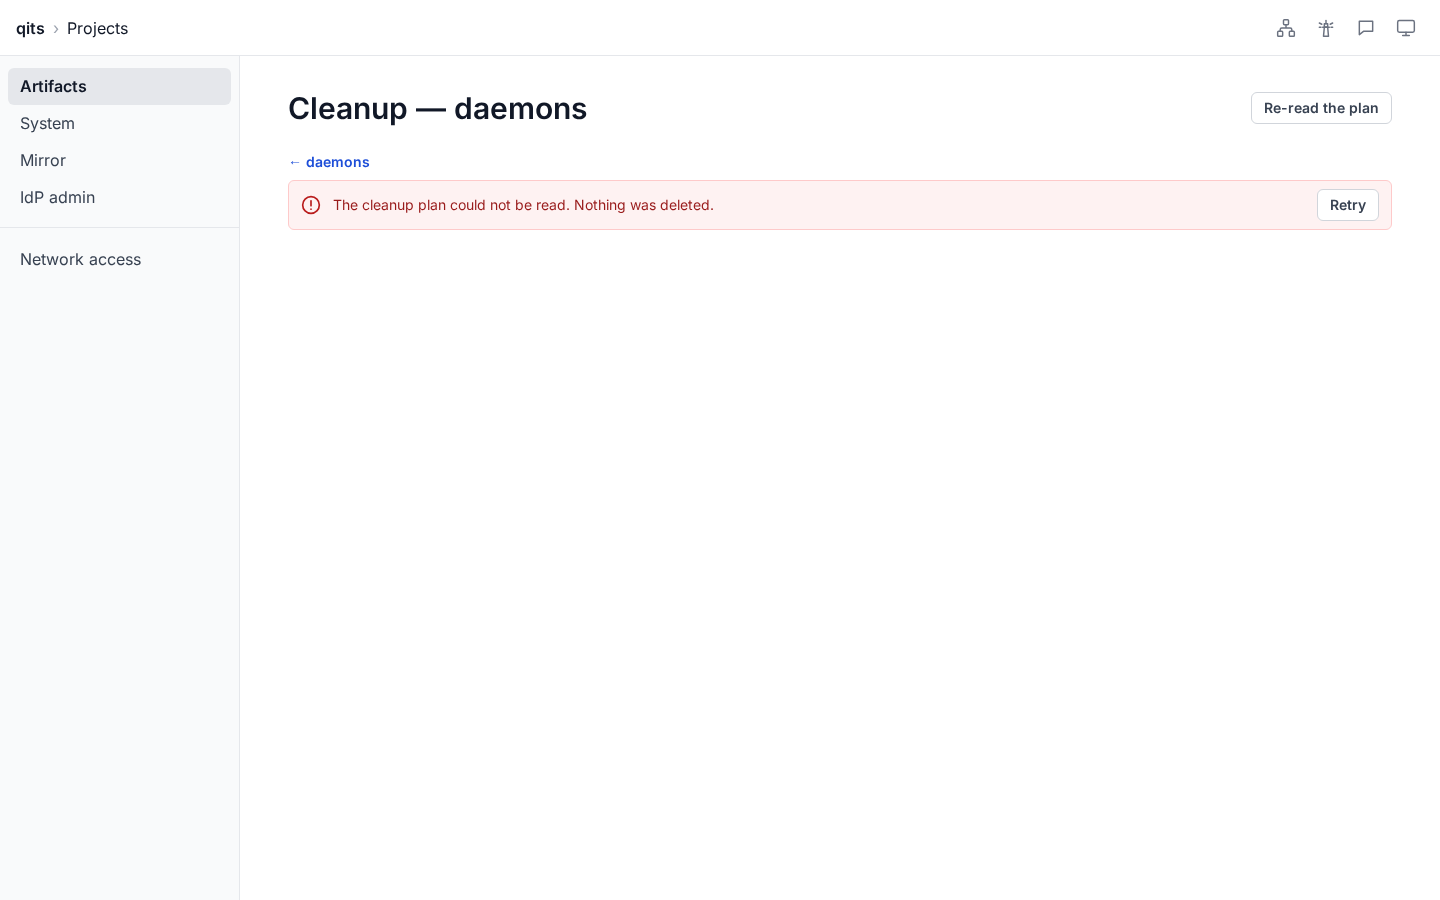 qits › Projects
Artifacts
System
Mirror
IdP admin
Network access
Cleanup — daemons
Re-read the plan
← daemons
The cleanup plan could not be read. Nothing was deleted.
Retry